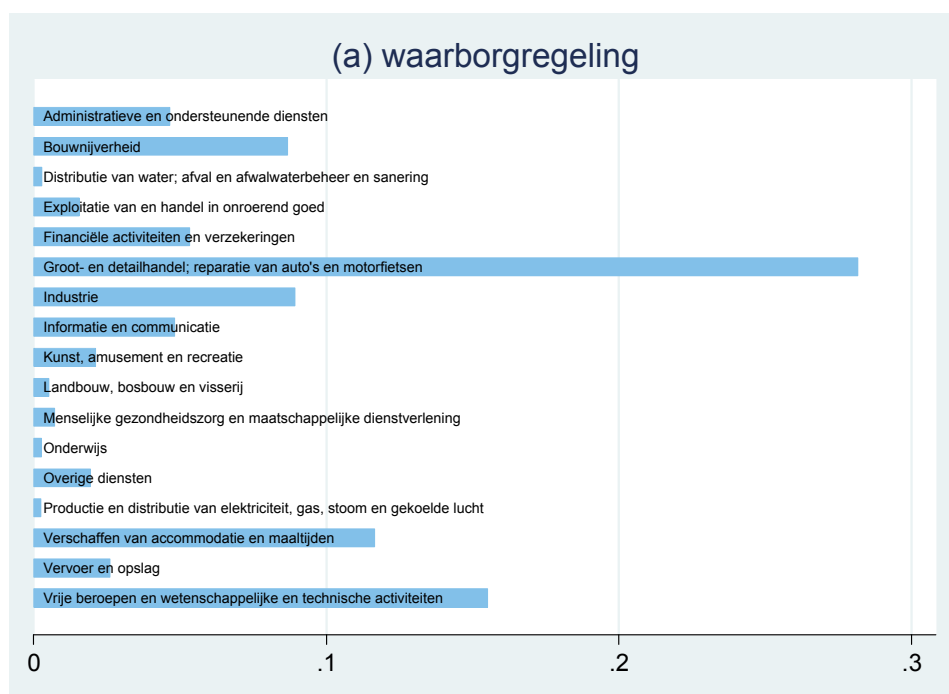 (a) waarborgregeling
Administratieve en ondersteunende diensten
Bouwnijverheid
Distributie van water; afval en afwalwaterbeheer en sanering
Exploitatie van en handel in onroerend goed
Financiële activiteiten en verzekeringen
Groot- en detailhandel; reparatie van auto's en motorfietsen
Industrie
Informatie en communicatie
Kunst, amusement en recreatie
Landbouw, bosbouw en visserij
Menselijke gezondheidszorg en maatschappelijke dienstverlening
Onderwijs
Overige diensten
Productie en distributie van elektriciteit, gas, stoom en gekoelde lucht
Verschaffen van accommodatie en maaltijden
Vervoer en opslag
Vrije beroepen en wetenschappelijke en technische activiteiten
0 .1 .2 .3